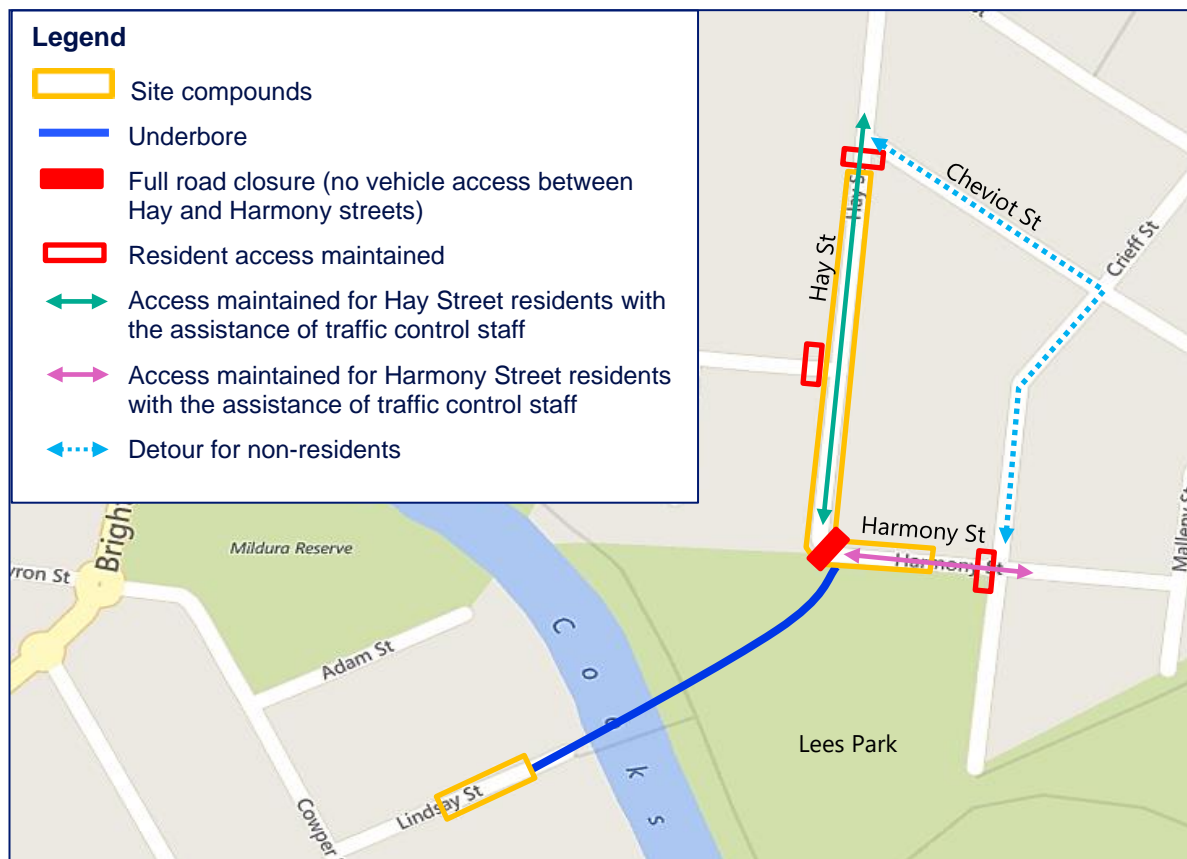 Legend
Site compounds
Underbore
Full road closure (no vehicle access between
Hay and Harmony streets)
Resident access maintained
Access maintained for Hay Street residents with
the assistance of traffic control staff
Access maintained for Harmony Street residents
with the assistance of traffic control staff
Detour for non-residents
Hay S
Hay St
Cheviot St
Crieff St
Harmony St
Harmony St
Malleny St
Mildura Reserve
Bright
yron St
Adam St
Cooks
Lees Park
Lindsay St
Cowper